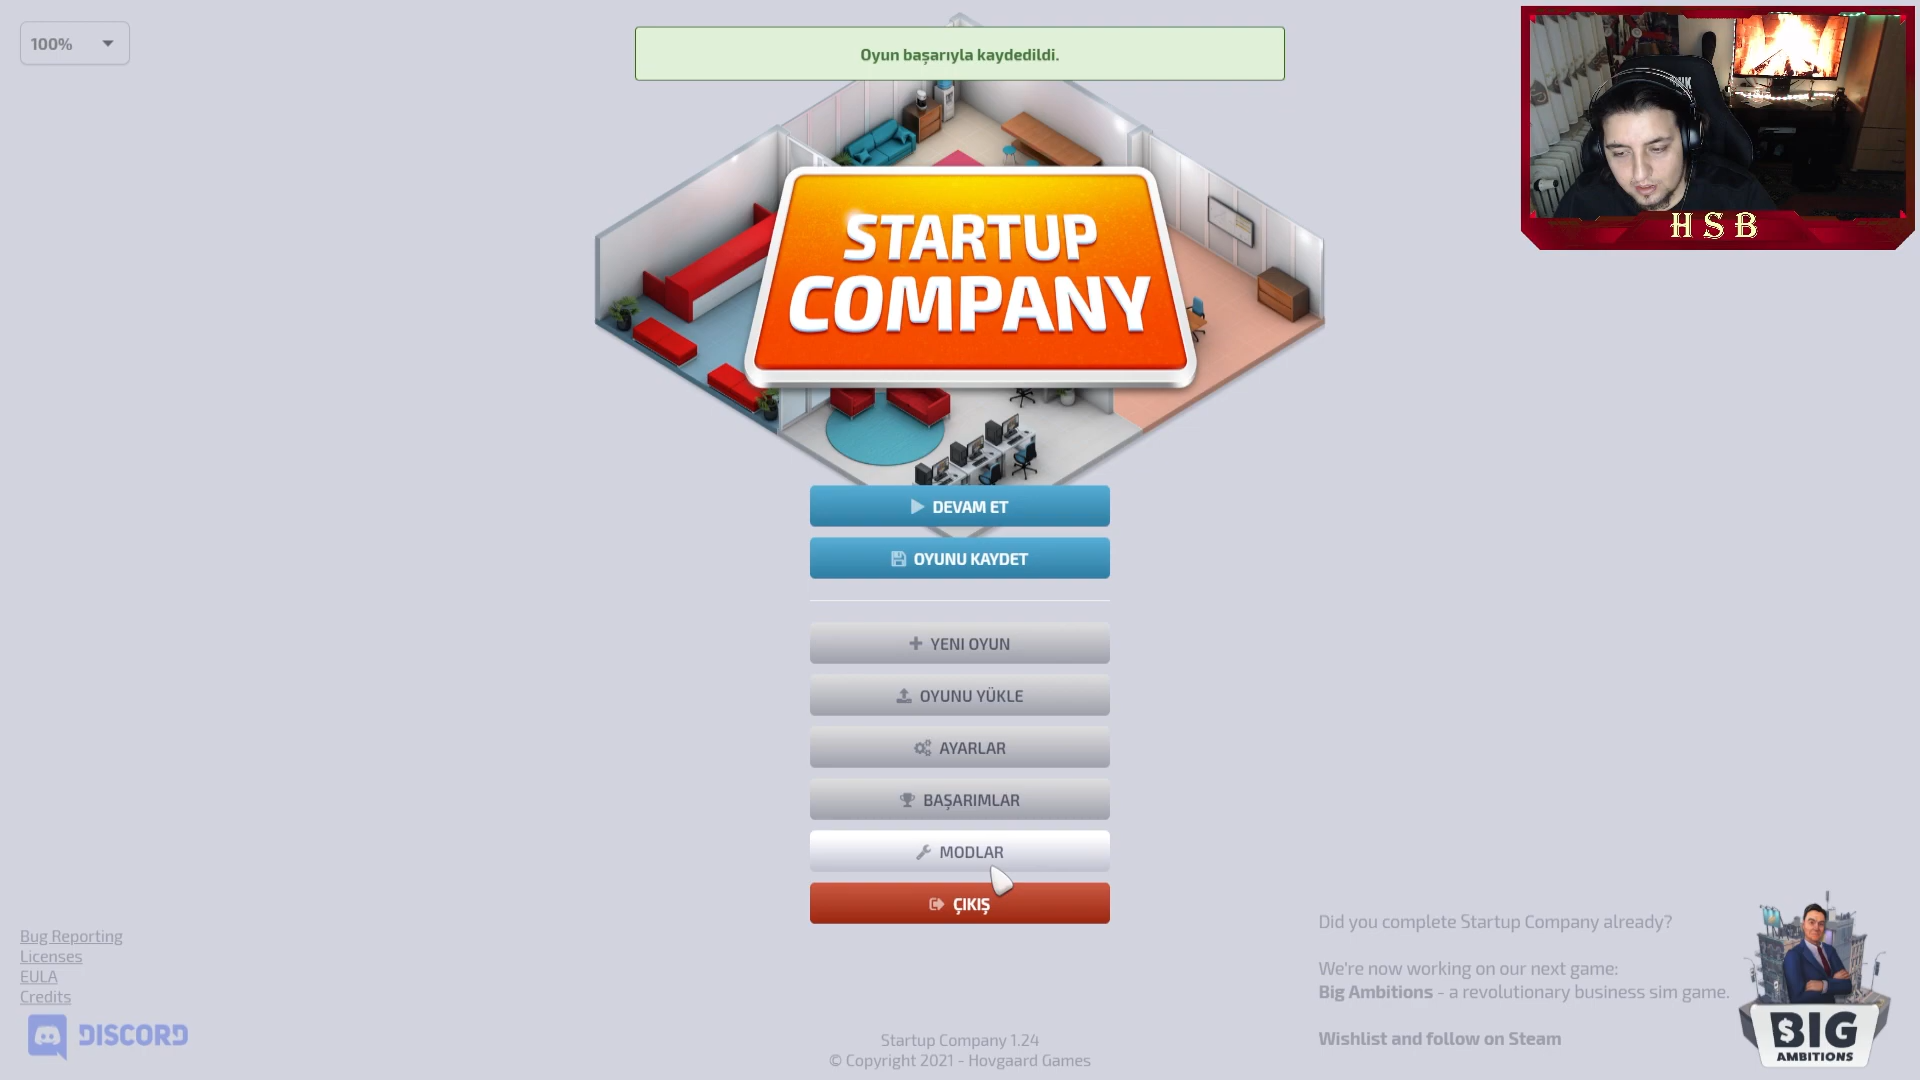 100%
Oyun başarıyla kaydedildi.
H S B
STARTUP
COMPANY
DEVAM ET
OYUNU KAYDET
YENI OYUN
OYUNU YÜKLE
AYARLAR
BAŞARIMLAR
MODLAR
ÇIKIŞ
Bug Reporting
Licenses
EULA
Credits
DISCORD
Startup Company 1.24
© Copyright 2021 - Hovgaard Games
Did you complete Startup Company already?
We're now working on our next game:
Big Ambitions - a revolutionary business sim game.
Wishlist and follow on Steam
BIG
AMBITIONS